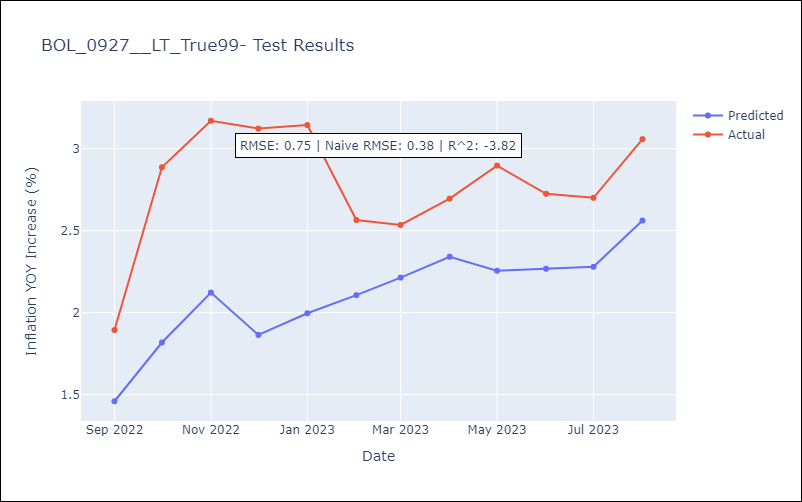 BOL_0927__LT_True99- Test Results
Predicted
Actual
RMSE: 0.75 | Naive RMSE: 0.38 | R^2: -3.82
Inflation YOY Increase (%)
3
2.5
2
1.5
Sep 2022
Nov 2022
Jan 2023
Mar 2023
May 2023
Jul 2023
Date